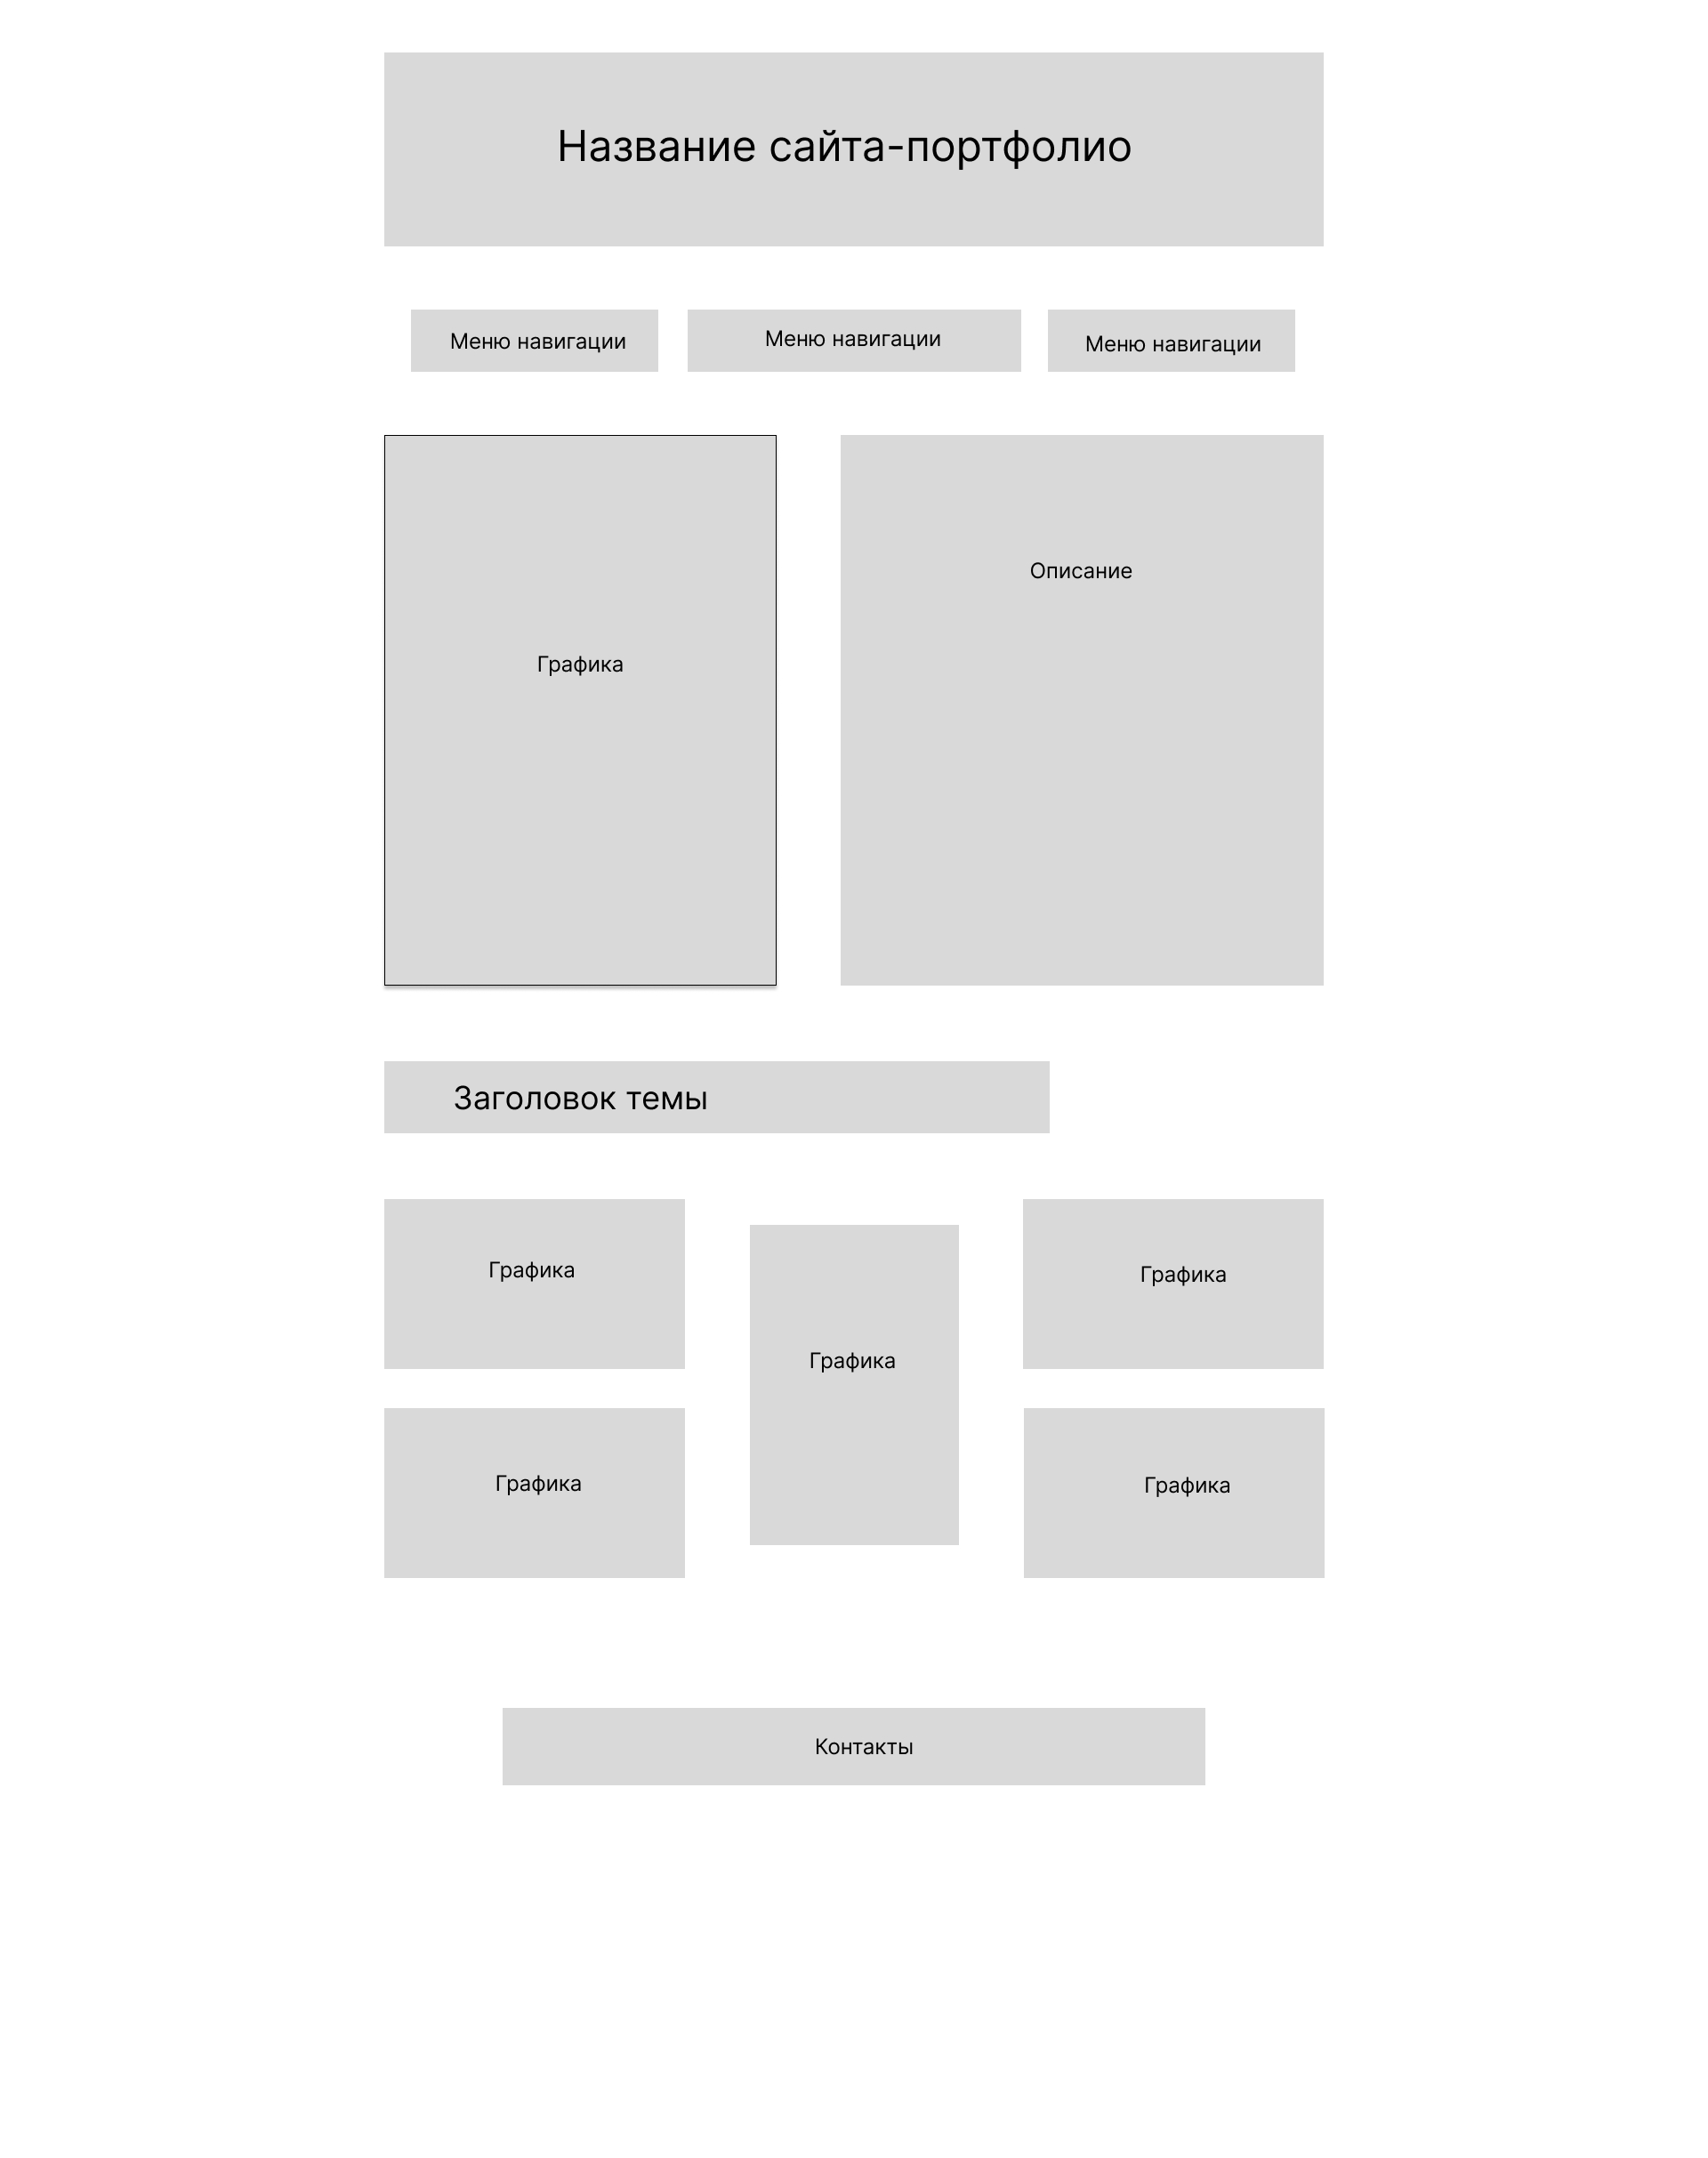 Название сайта-портфолио
Меню навигации
Меню навигации
Меню навигации
Графика
Описание
Заголовок темы
Графика
Графика
Графика
Графика
Графика
Контакты